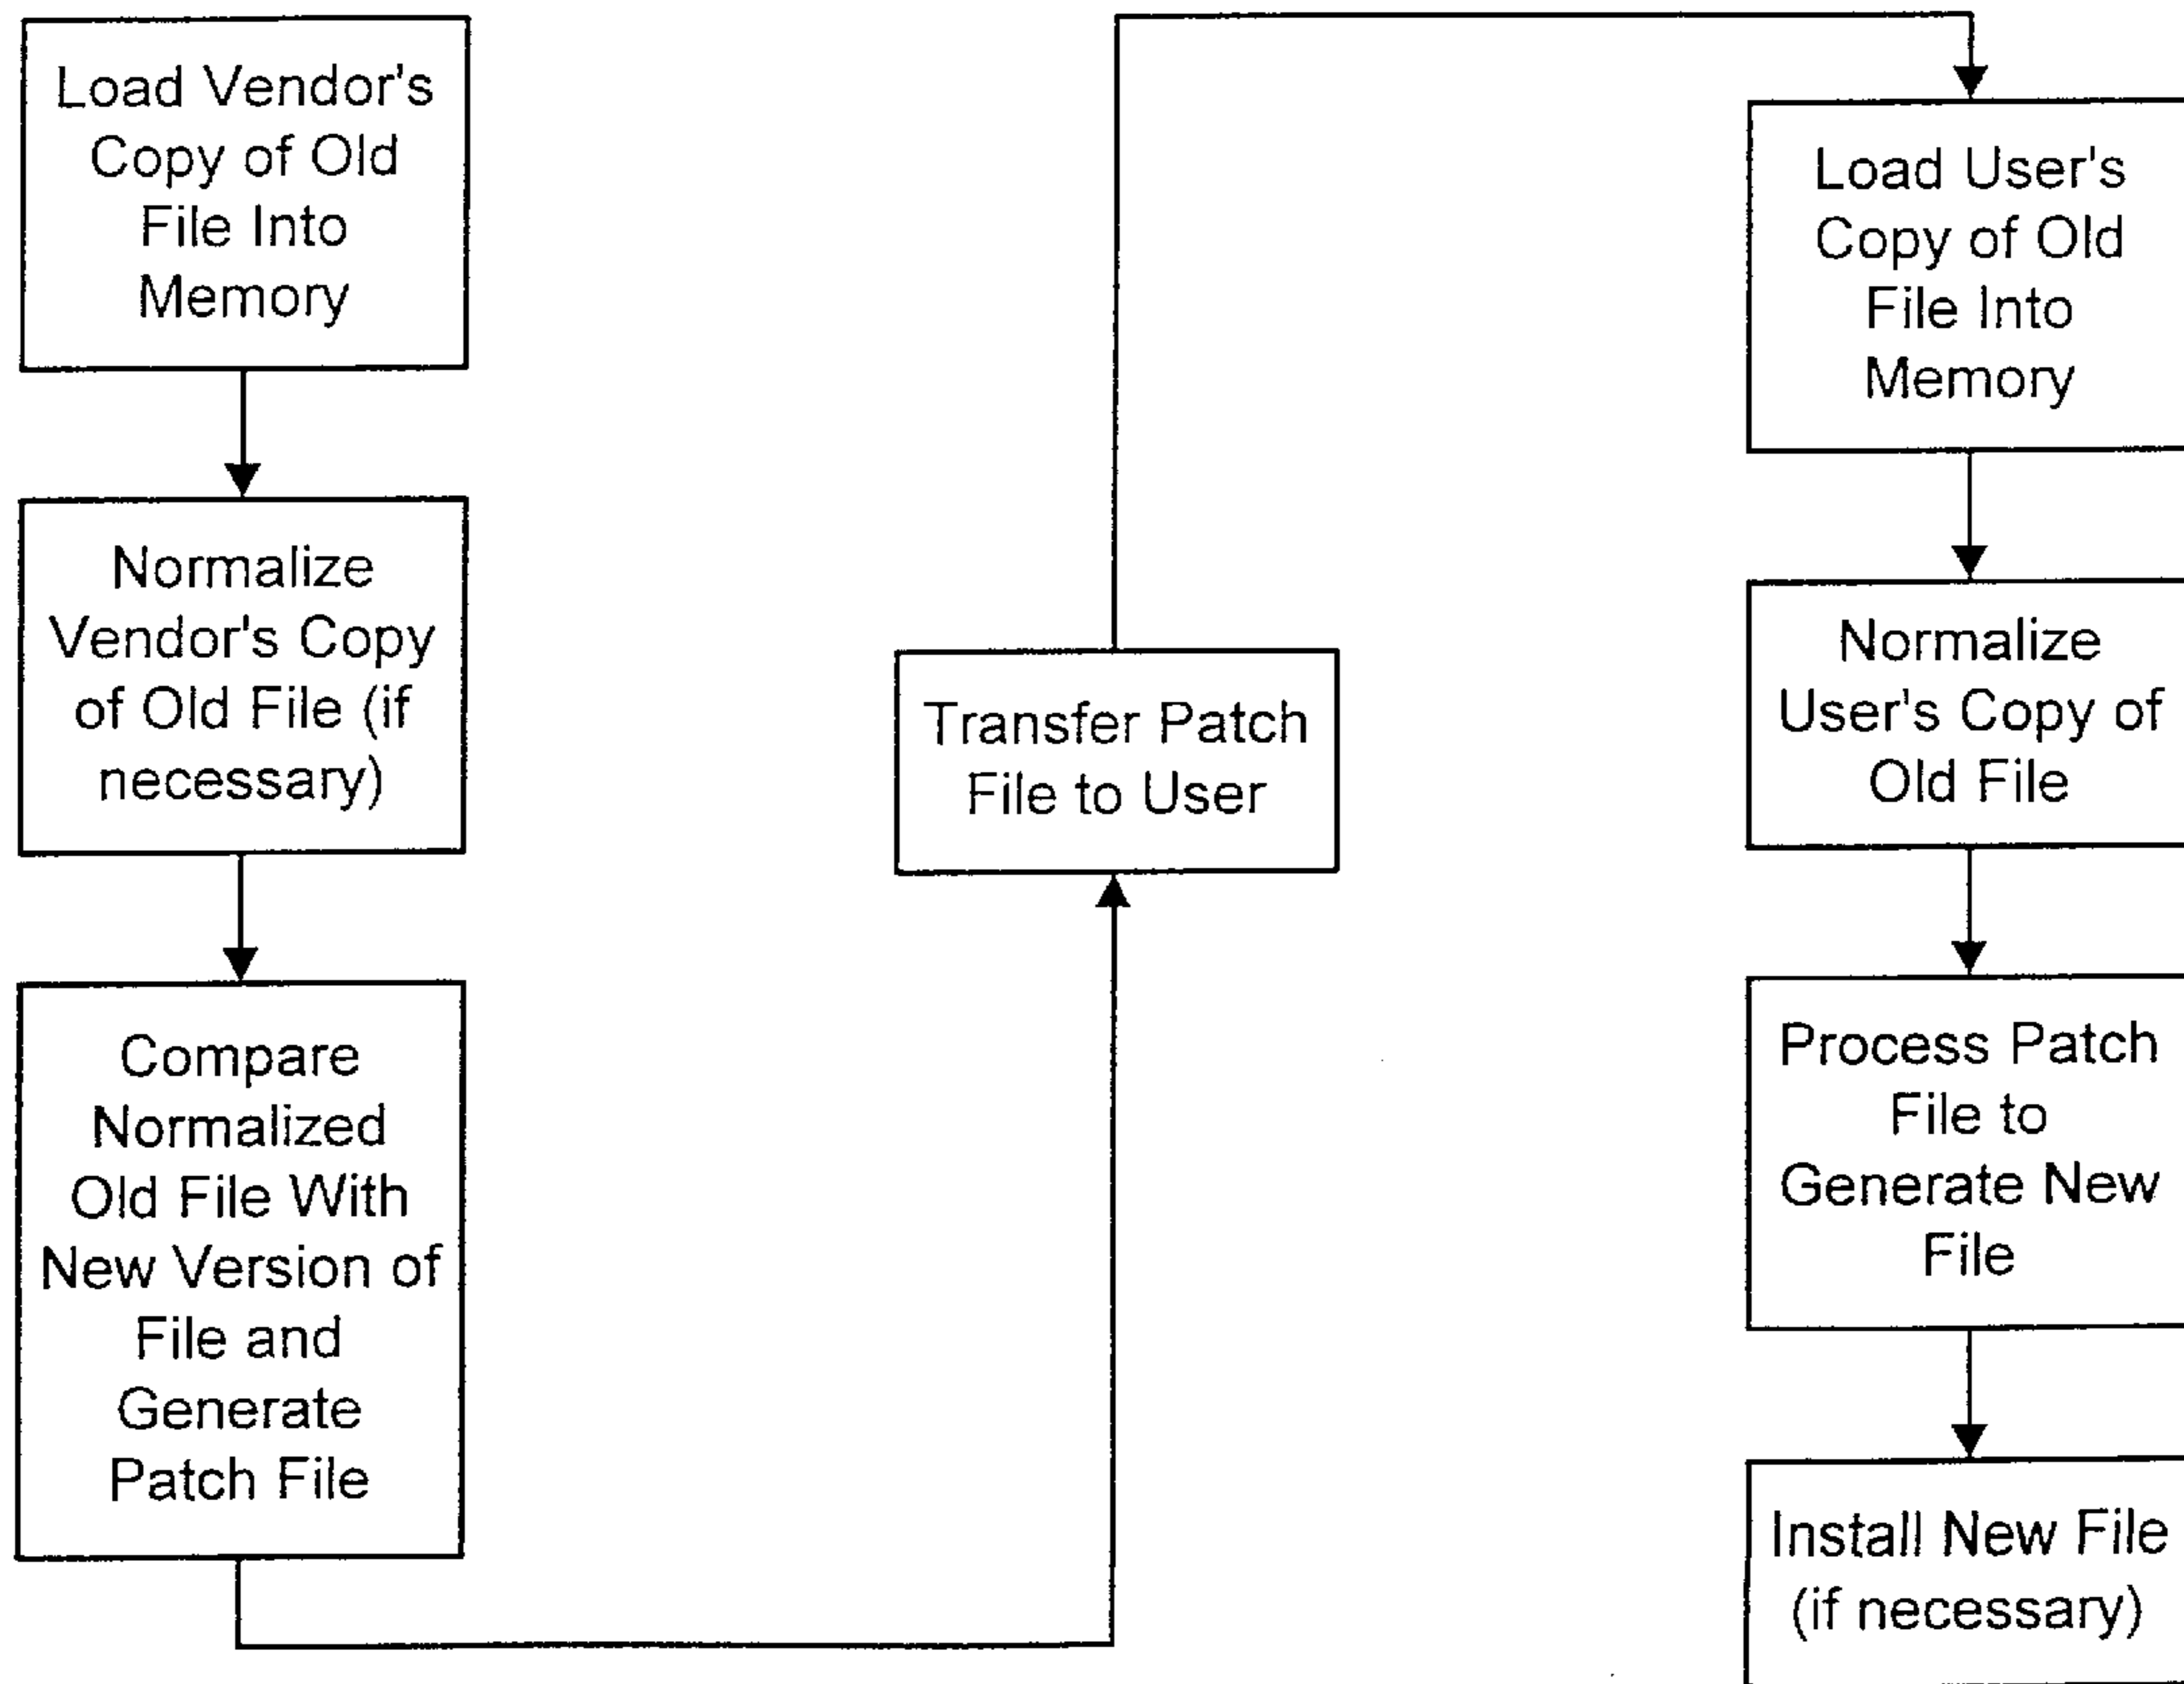 Load Vendor's
Copy of Old
File Into
Memory
Normalize
Vendor's Copy
of Old File (if
necessary)
Compare
Normalized
Old File With
New Version of
File and
Generate
Patch File
Transfer Patch
File to User
Load User's
Copy of Old
File Into
Memory
Normalize
User's Copy of
Old File
Process Patch
File to
Generate New
File
Install New File
(if necessary)